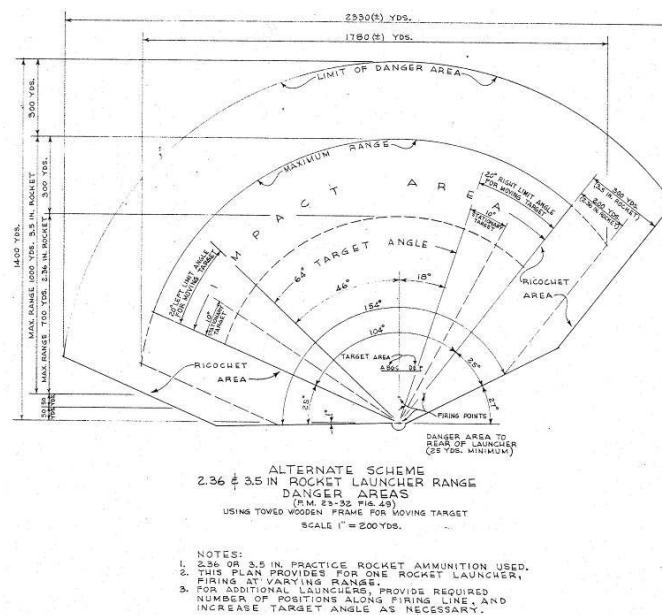 2330(±) YDS.
1780(±) YDS.
LIMIT OF DANGER AREA
300 YDS.
MAXIMUM RANGE
IMPACT AREA
20° RIGHT LIMIT ANGLE
FOR MOVING TARGET
10°
STATIONARY
TARGET
300 YDS.
(3.5 IN. ROCKET)
200 YDS.
(2.36 IN. ROCKET)
1400 YDS.
MAX. RANGE 1000 YDS. 3.5 IN. ROCKET
MAX. RANGE 700 YDS. 2.36 IN. ROCKET
300 YDS.
TARGET ANGLE
64°
46°
18°
20° LEFT LIMIT ANGLE
FOR MOVING TARGET
10°
STATIONARY
TARGET
RICOCHET
AREA
154°
104°
RICOCHET
AREA
TARGET AREA
25°
25°
27°
1°
FIRING POINTS
DANGER AREA TO
REAR OF LAUNCHER
(25 YDS. MINIMUM)
ALTERNATE SCHEME
2.36 & 3.5 IN ROCKET LAUNCHER RANGE
DANGER AREAS
(F.M. 23-32 FIG. 49)
USING TOWED WOODEN FRAME FOR MOVING TARGET
SCALE 1" = 200 YDS.
NOTES:
1. 2.36 OR 3.5 IN. PRACTICE ROCKET AMMUNITION USED.
2. THIS PLAN PROVIDES FOR ONE ROCKET LAUNCHER,
FIRING AT VARYING RANGE.
3. FOR ADDITIONAL LAUNCHERS, PROVIDE REQUIRED
NUMBER OF POSITIONS ALONG FIRING LINE, AND
INCREASE TARGET ANGLE AS NECESSARY.